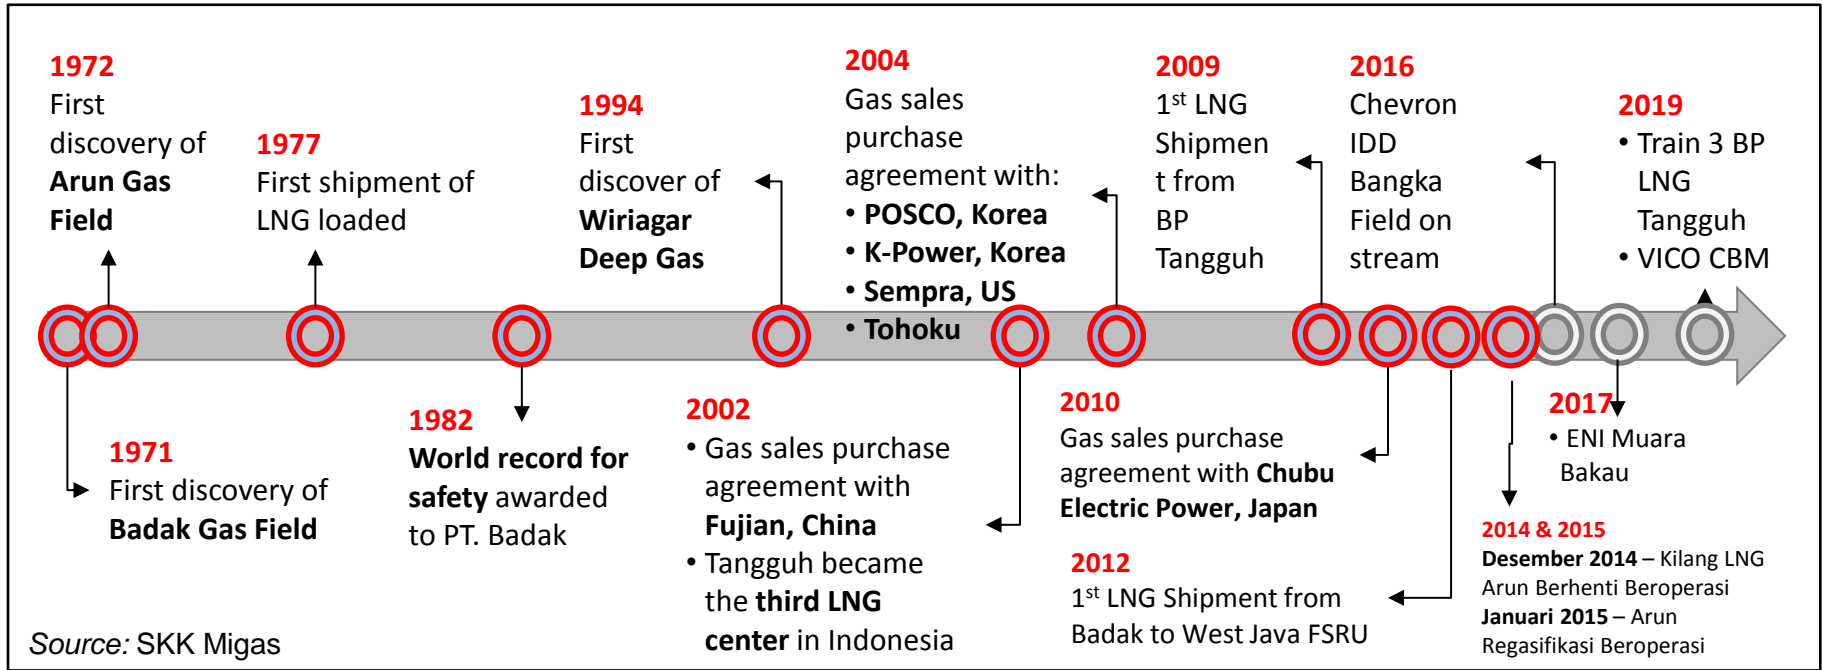 1972
First
discovery of
Arun Gas
Field
1977
First shipment of
LNG loaded
1994
First
discover of
Wiriagar
Deep Gas
2004
Gas sales
purchase
agreement with:
• POSCO, Korea
• K-Power, Korea
• Sempra, US
• Tohoku
2009
1st LNG
Shipmen
t from
BP
Tangguh
2016
Chevron
IDD
Bangka
Field on
stream
2019
• Train 3 BP
LNG
Tangguh
• VICO CBM
1971
First discovery of
Badak Gas Field
1982
World record for
safety awarded
to PT. Badak
2002
• Gas sales purchase
agreement with
Fujian, China
• Tangguh became
the third LNG
center in Indonesia
2010
Gas sales purchase
agreement with Chubu
Electric Power, Japan
2012
1st LNG Shipment from
Badak to West Java FSRU
2014 & 2015
Desember 2014 – Kilang LNG
Arun Berhenti Beroperasi
Januari 2015 – Arun
Regasifikasi Beroperasi
2017
• ENI Muara
Bakau
Source: SKK Migas